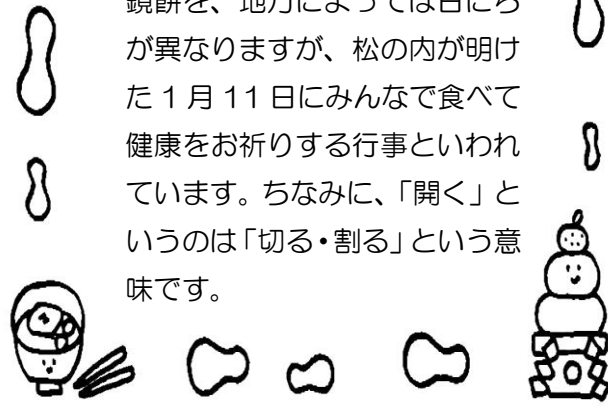 鏡餅を、地方によっては日にち
が異なりますが、松の内が明け
た１月 11 日にみんなで食べて
健康をお祈りする行事といわれ
ています。ちなみに、「開く」と
いうのは「切る・割る」という意
味です。